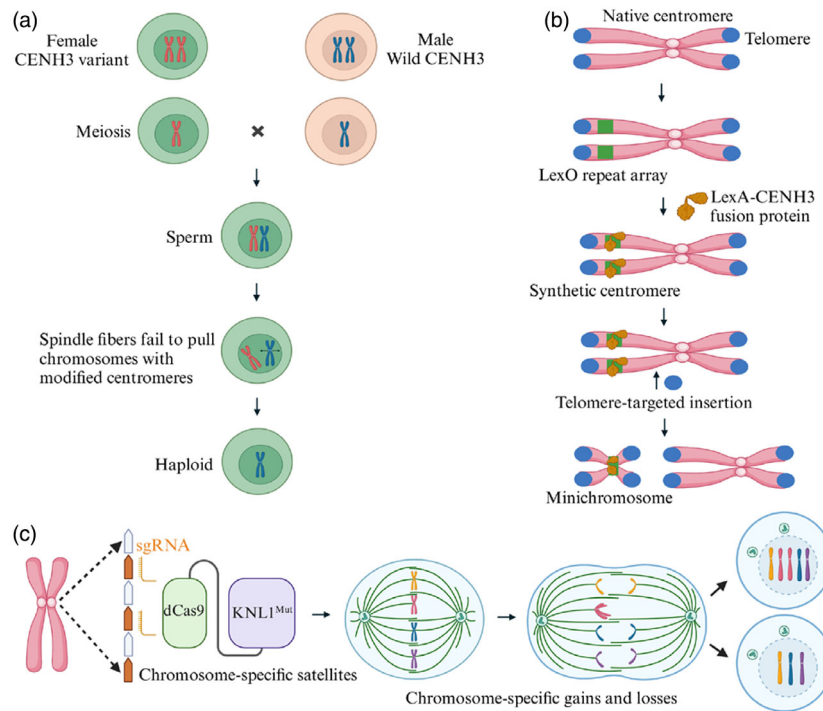 (a)
Female
CENH3 variant
Male
Wild CENH3
Meiosis
Sperm
Spindle fibers fail to pull
chromosomes with
modified centromeres
Haploid
(b)
Native centromere
Telomere
LexO repeat array
LexA-CENH3
fusion protein
Synthetic centromere
Telomere-targeted insertion
Minichromosome
(c)
sgRNA
dCas9
KNL1^Mut
Chromosome-specific satellites
Chromosome-specific gains and losses